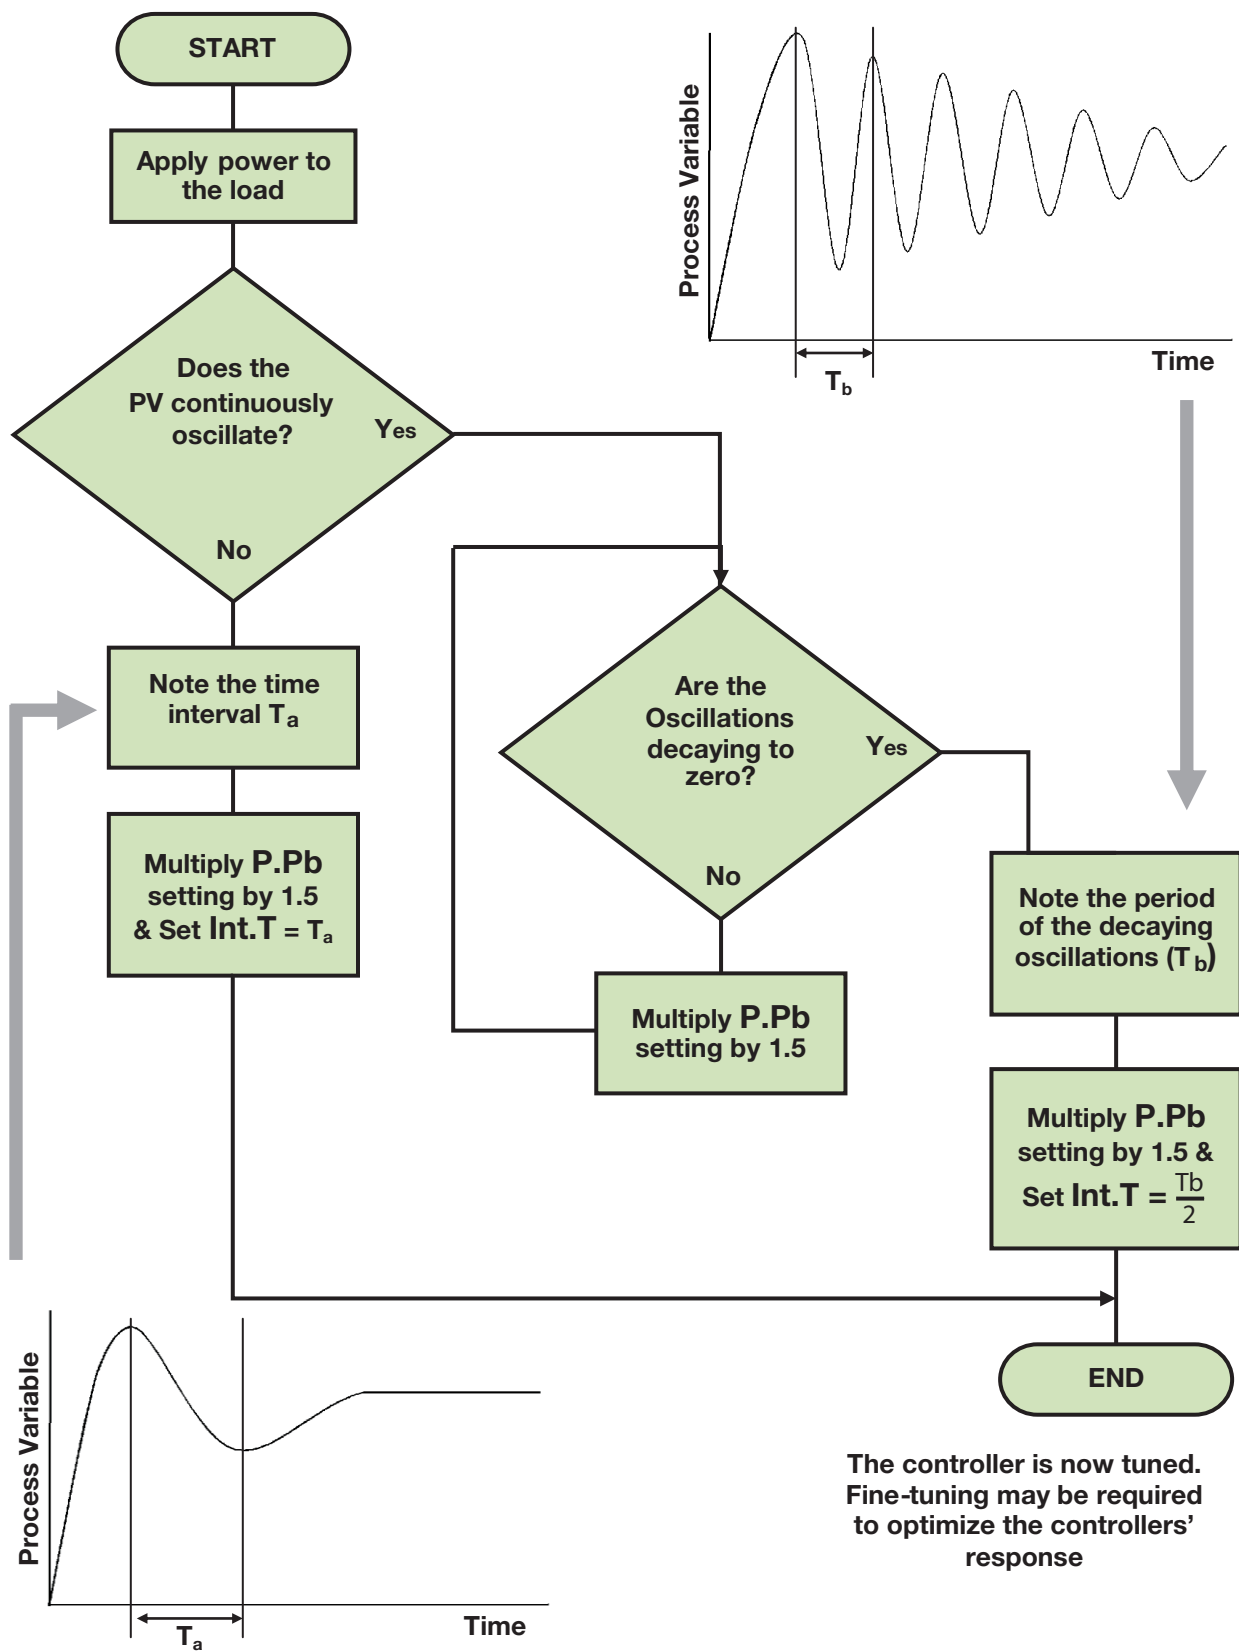 START
Apply power to
the load
Does the
PV continuously
oscillate?
Yes
No
Note the time
interval Ta
Multiply P.Pb
setting by 1.5
& Set Int.T = Ta
Process Variable
Time
Tb
Are the
Oscillations
decaying to
zero?
Yes
No
Multiply P.Pb
setting by 1.5
Note the period
of the decaying
oscillations (Tb)
Multiply P.Pb
setting by 1.5 &
Set Int.T = Tb/2
END
The controller is now tuned.
Fine-tuning may be required
to optimize the controllers’
response
Process Variable
Time
Ta